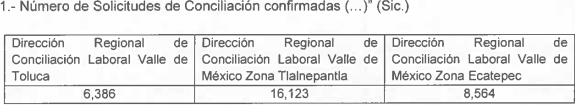 1.- Número de Solicitudes de Conciliación confirmadas (...)” (Sic.)
Dirección Regional de Conciliación Laboral Valle de Toluca
Dirección Regional de Conciliación Laboral Valle de México Zona Tlalnepantla
Dirección Regional de Conciliación Laboral Valle de México Zona Ecatepec
6,386
16,123
8,564